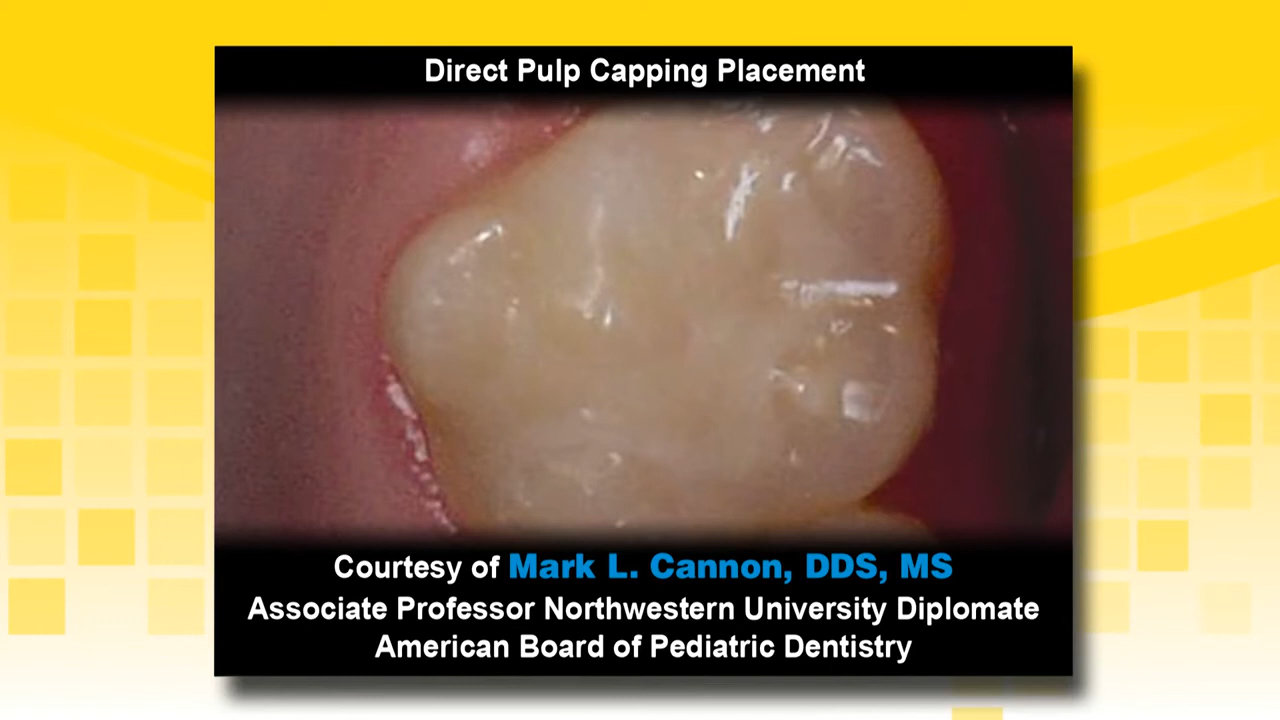 Direct Pulp Capping Placement
Courtesy of Mark L. Cannon, DDS, MS
Associate Professor Northwestern University Diplomate
American Board of Pediatric Dentistry